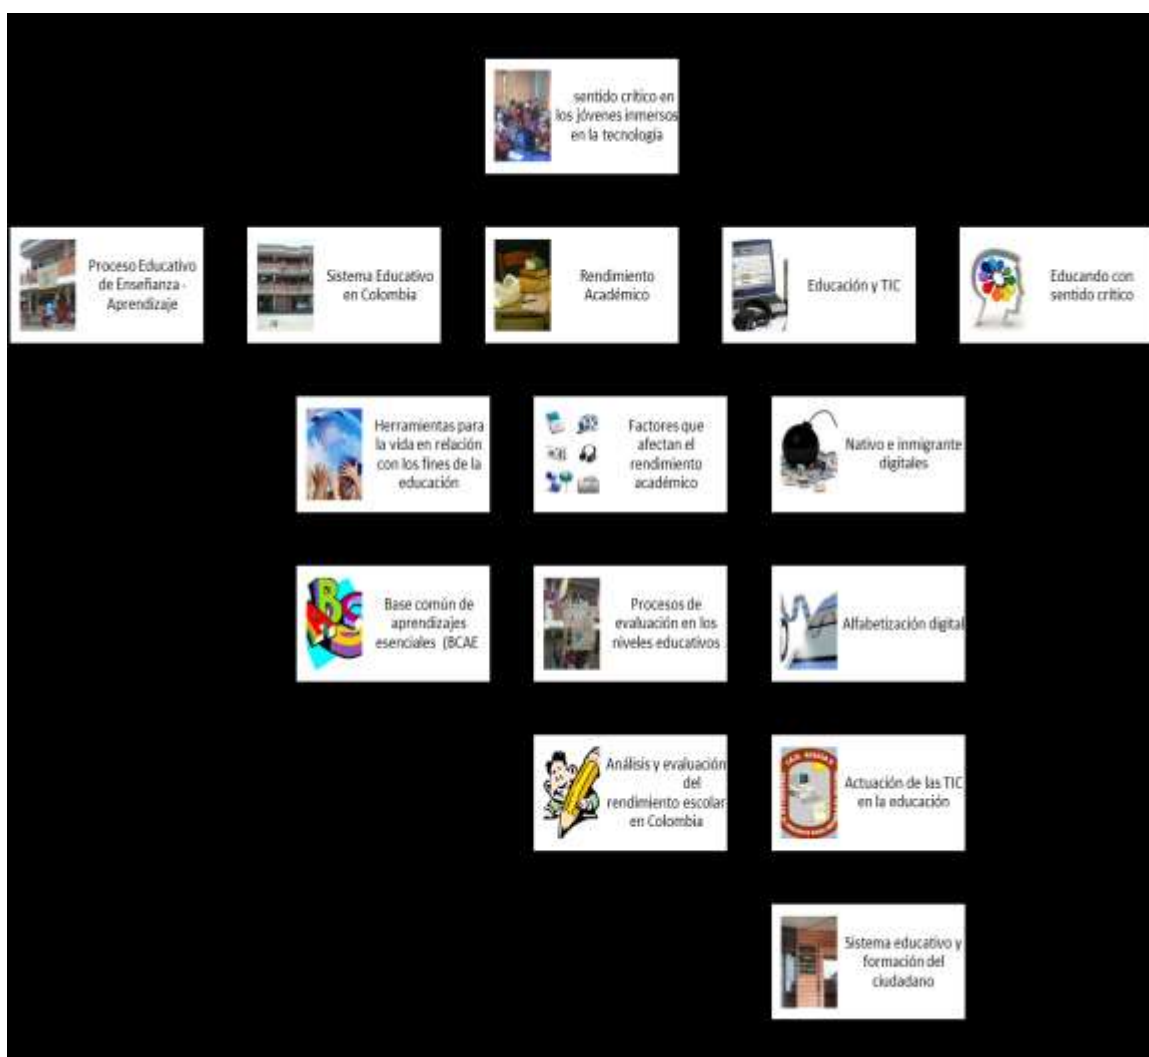 sentido crítico en
los jóvenes inmersos
en la tecnología
Proceso Educativo
de Enseñanza -
Aprendizaje
Sistema Educativo
en Colombia
Rendimiento
Académico
Educación y TIC
Educando con
sentido crítico
Herramientas para
la vida en relación
con los fines de la
educación
Factores que
afectan el
rendimiento
académico
Nativo e inmigrante
digitales
Base común de
aprendizajes
esenciales (BCAE
Procesos de
evaluación en los
niveles educativos
Alfabetización digital
Análisis y evaluación
del
rendimiento escolar
en Colombia
Actuación de las TIC
en la educación
Sistema educativo y
formación del
ciudadano